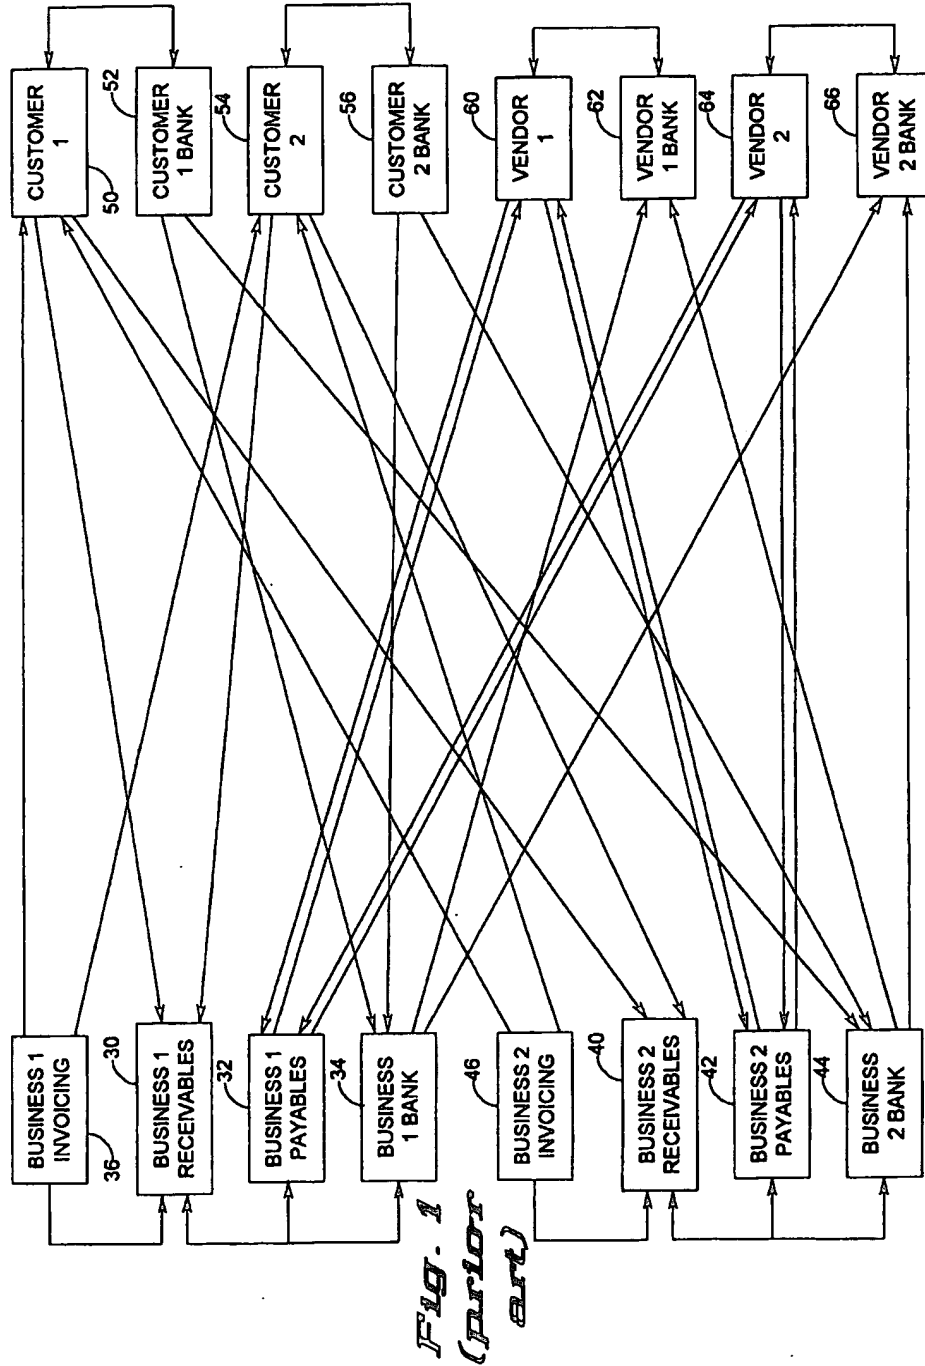 CUSTOMER
1
50
CUSTOMER
1 BANK
52
CUSTOMER
2
54
CUSTOMER
2 BANK
56
VENDOR
1
60
VENDOR
1 BANK
62
VENDOR
2
64
VENDOR
2 BANK
66
BUSINESS 1
INVOICING
36
BUSINESS 1
RECEIVABLES
30
BUSINESS 1
PAYABLES
32
BUSINESS
1 BANK
34
BUSINESS 2
INVOICING
46
BUSINESS 2
RECEIVABLES
40
BUSINESS 2
PAYABLES
42
BUSINESS
2 BANK
44
Fig. 1
(prior
art)